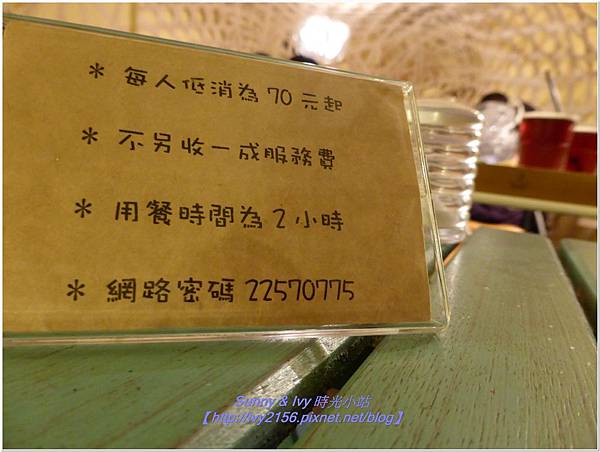 * 每人低消為 70 元起
* 不另收一成服務費
* 用餐時間為 2 小時
* 網路密碼 22570775
Sunny & Ivy 時光小站
【http://ivy2156.pixnet.net/blog】